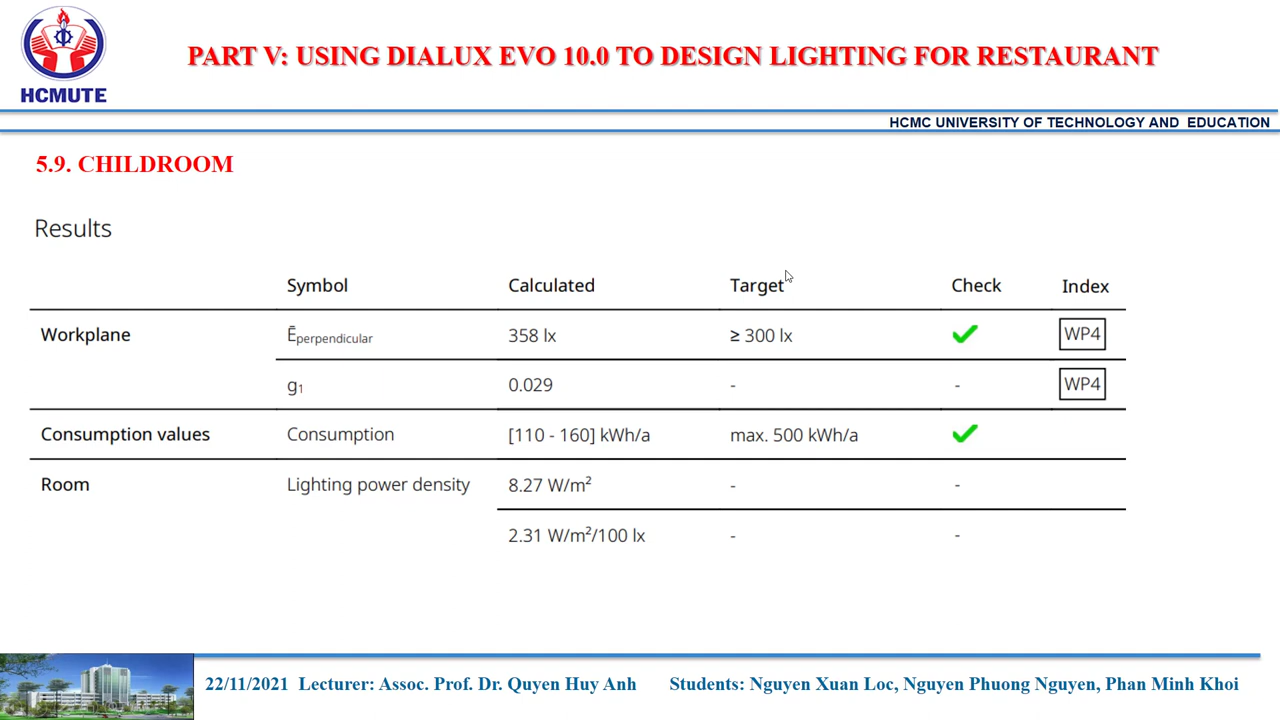 PART V: USING DIALUX EVO 10.0 TO DESIGN LIGHTING FOR RESTAURANT
HCMUTE
HCMC UNIVERSITY OF TECHNOLOGY AND EDUCATION
5.9. CHILDROOM
Results
Symbol Calculated Target Check Index
Workplane Ēperpendicular 358 lx ≥ 300 lx WP4
g1 0.029 - - WP4
Consumption values Consumption [110 - 160] kWh/a max. 500 kWh/a
Room Lighting power density 8.27 W/m² - -
2.31 W/m²/100 lx - -
22/11/2021 Lecturer: Assoc. Prof. Dr. Quyen Huy Anh Students: Nguyen Xuan Loc, Nguyen Phuong Nguyen, Phan Minh Khoi